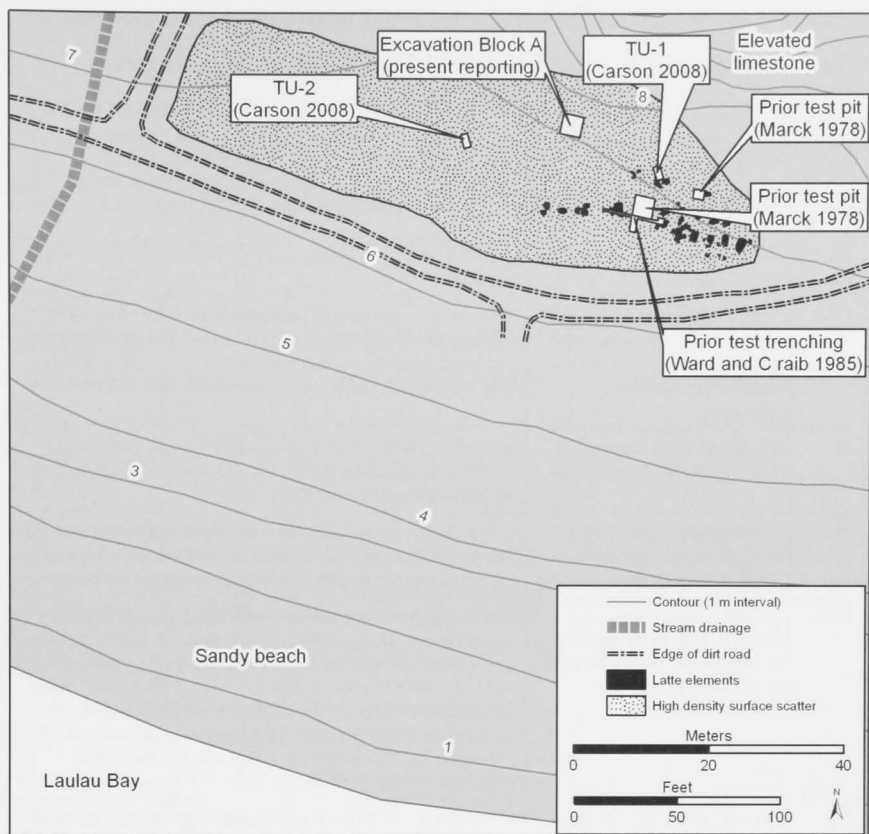 Excavation Block A
(present reporting)
TU-1
(Carson 2008)
Elevated
limestone
7
TU-2
(Carson 2008)
8
Prior test pit
(Marck 1978)
Prior test pit
(Marck 1978)
6
5
Prior test trenching
(Ward and C raib 1985)
3
4
Sandy beach
1
Laulau Bay
Contour (1 m interval)
Stream drainage
Edge of dirt road
Latte elements
High density surface scatter
Meters
0 20 40
Feet
0 50 100
N